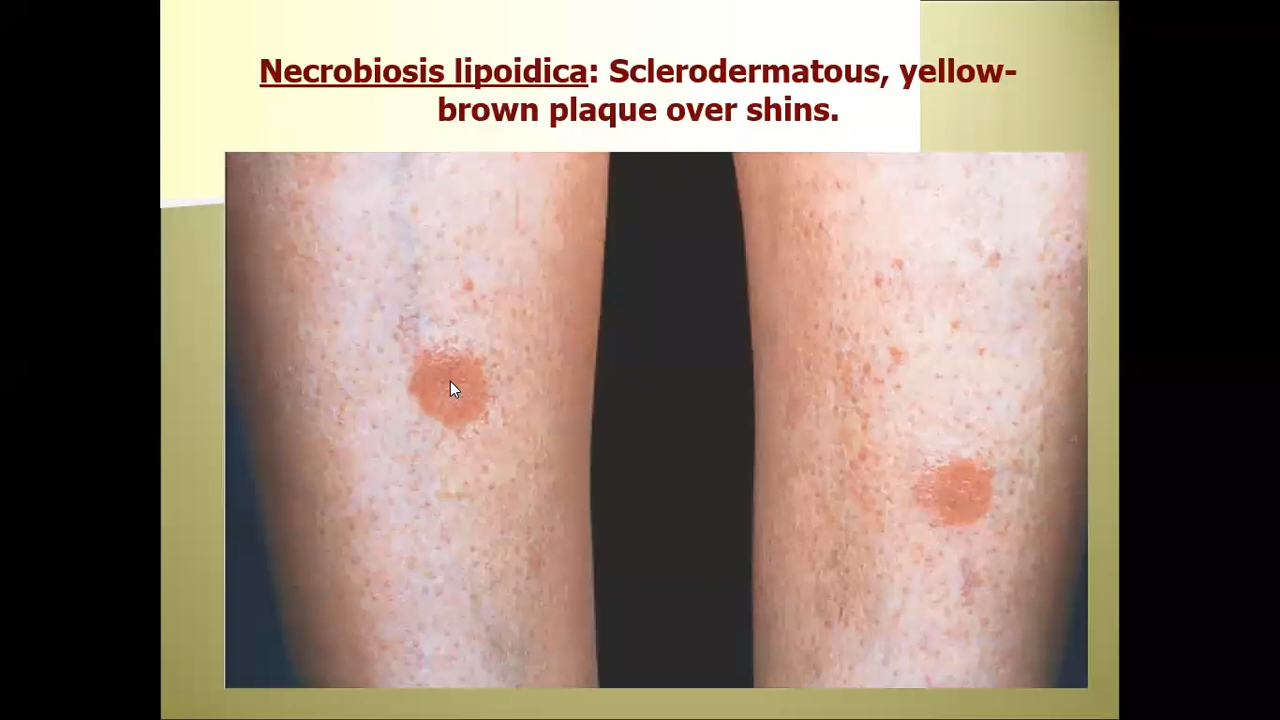 Necrobiosis lipoidica: Sclerodermatous, yellow-
brown plaque over shins.